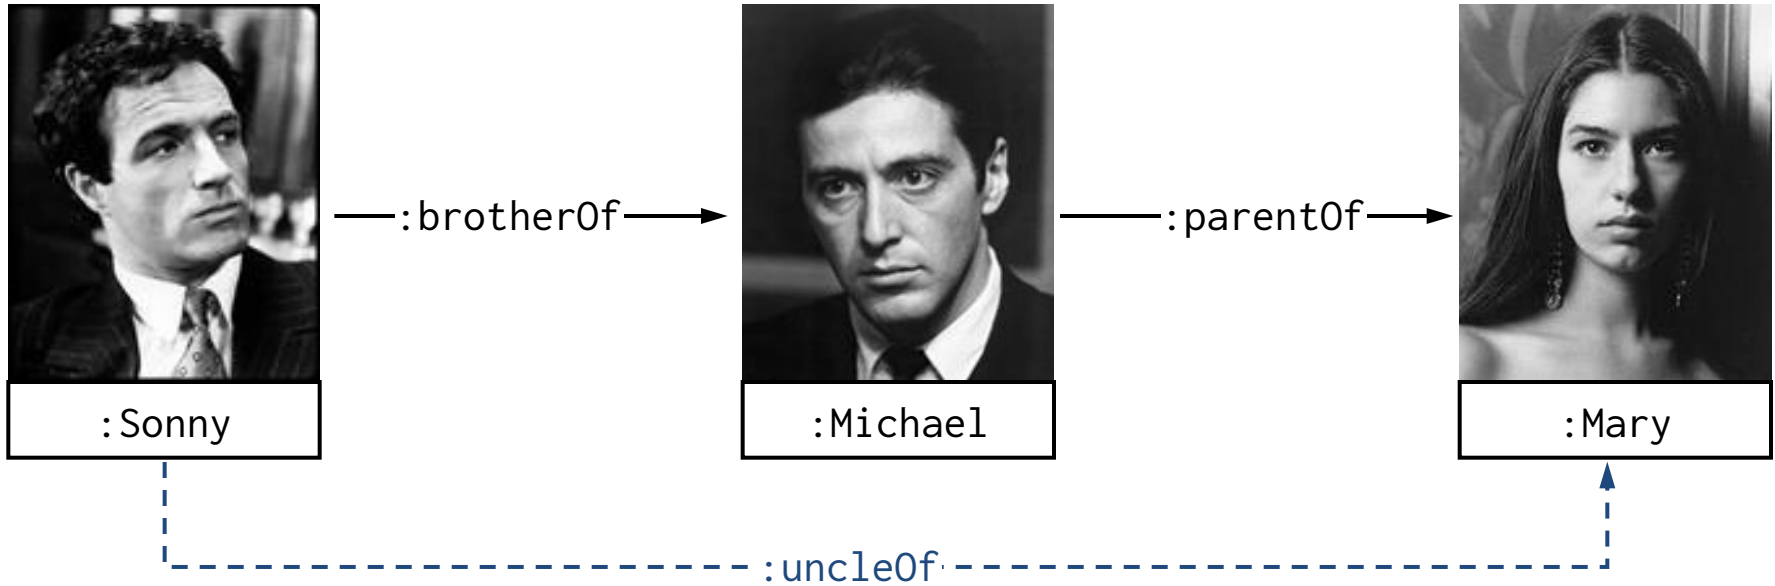 :brotherOf
:parentOf
:Sonny
:Michael
:Mary
:uncleOf